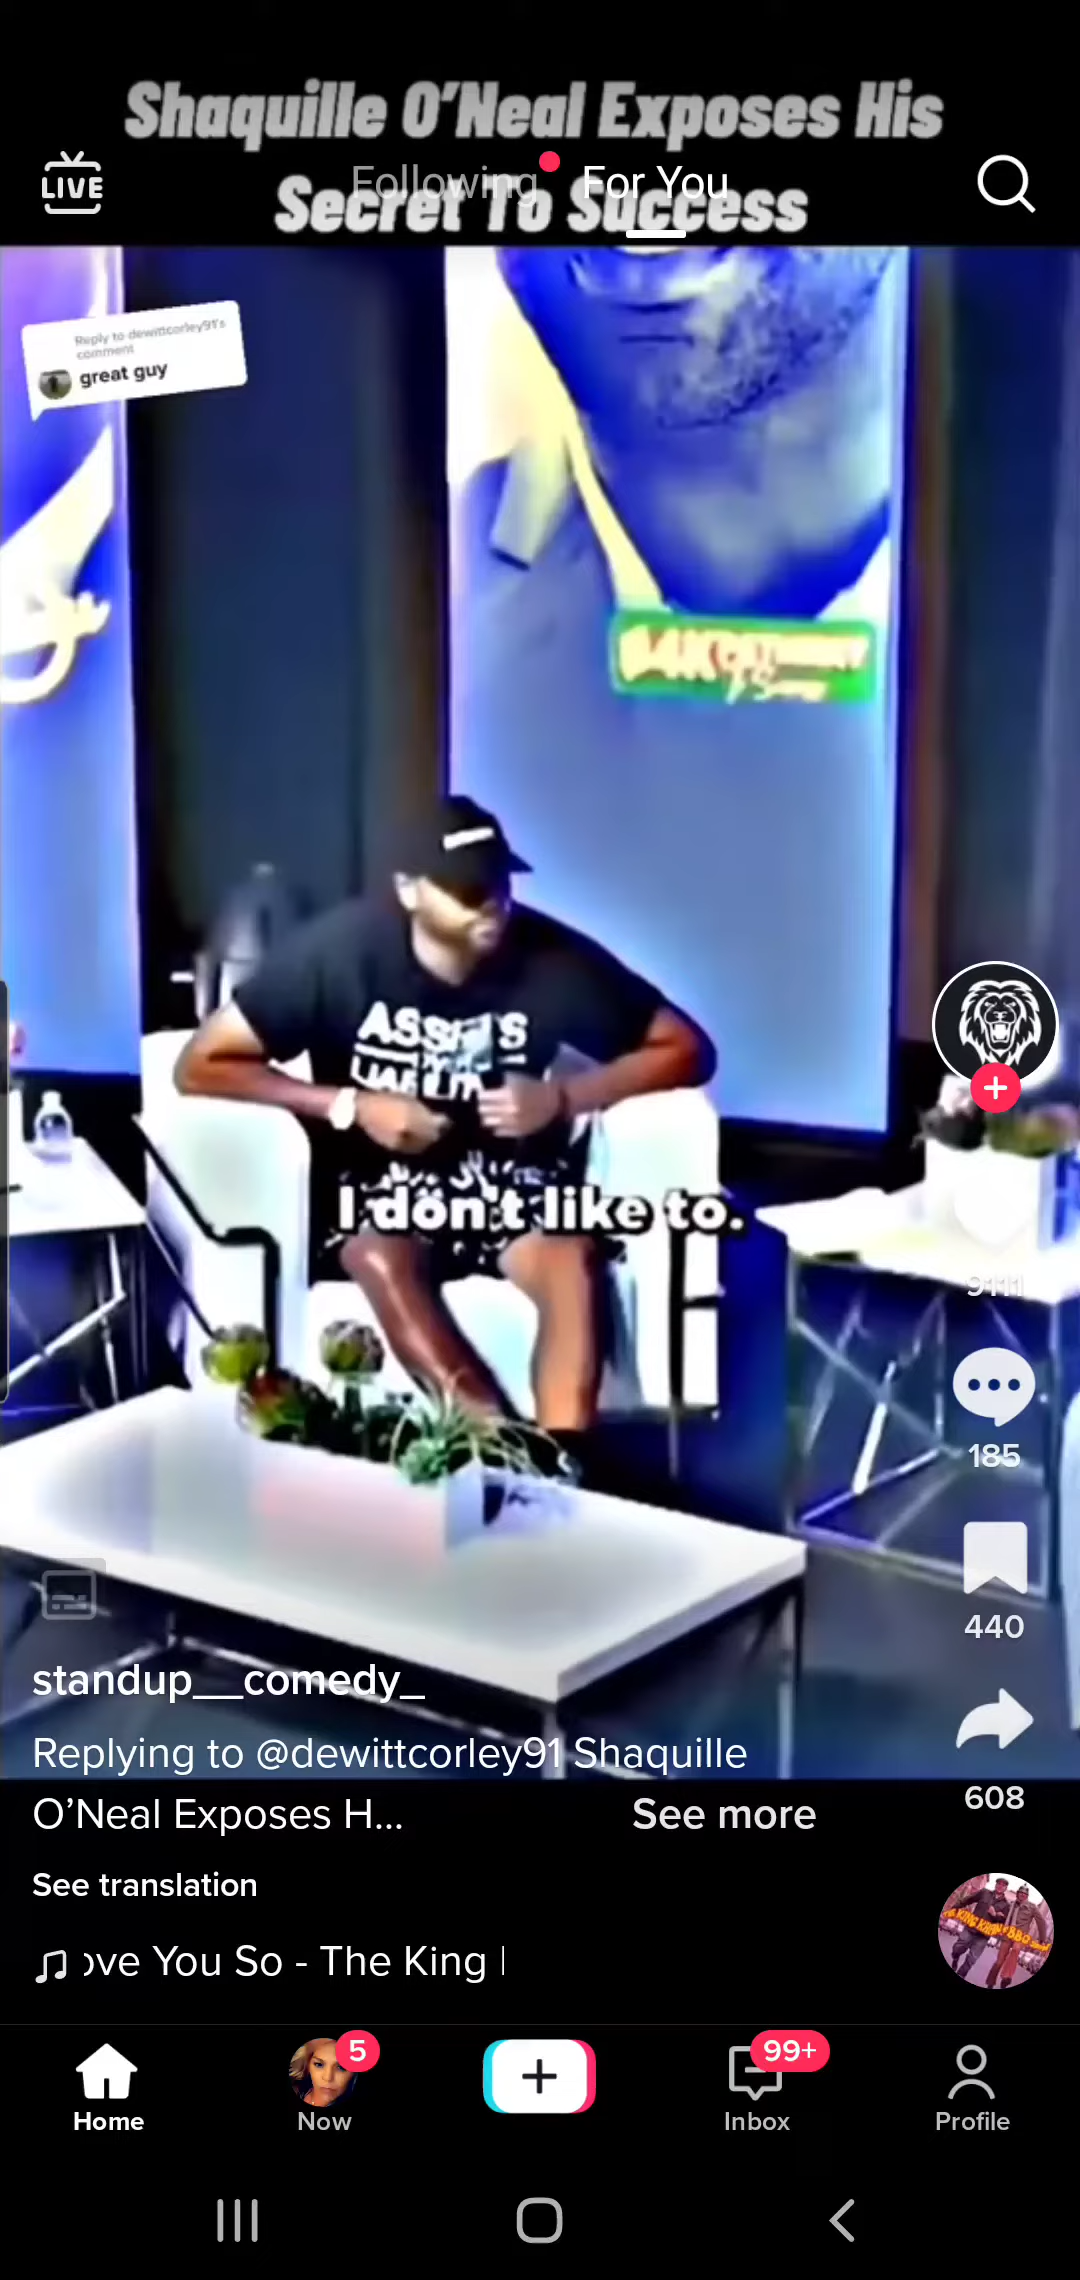 Shaquille O'Neal Exposes His
Secret To Success
LIVE
Following
For You
Reply to dewittcorley91's
comment
great guy
I don't like to.
9111
185
440
608
standup__comedy_
Replying to @dewittcorley91 Shaquille
O'Neal Exposes H...
See more
See translation
ove You So - The King
5
99+
Home
Now
Inbox
Profile